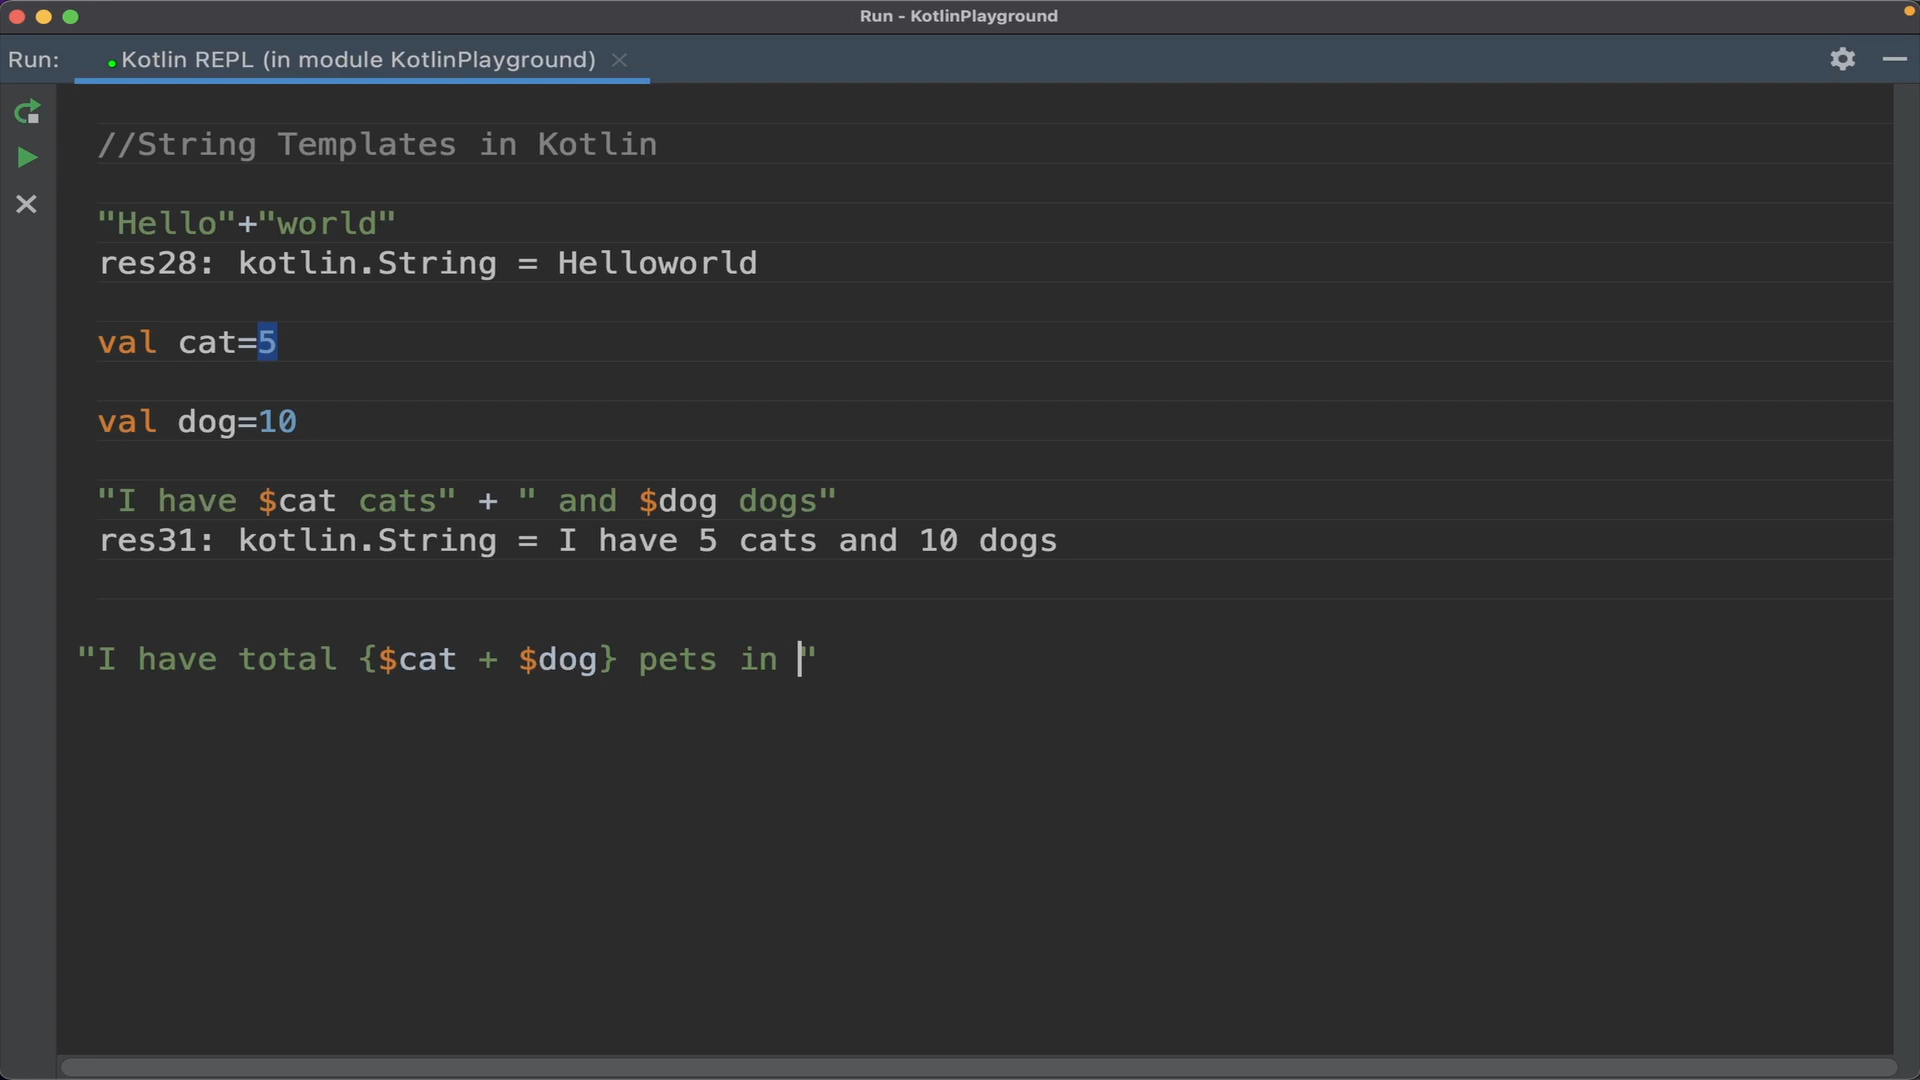 Run - KotlinPlayground
Run: Kotlin REPL (in module KotlinPlayground)
//String Templates in Kotlin
"Hello"+"world"
res28: kotlin.String = Helloworld
val cat=5
val dog=10
"I have $cat cats" + " and $dog dogs"
res31: kotlin.String = I have 5 cats and 10 dogs
"I have total {$cat + $dog} pets in "